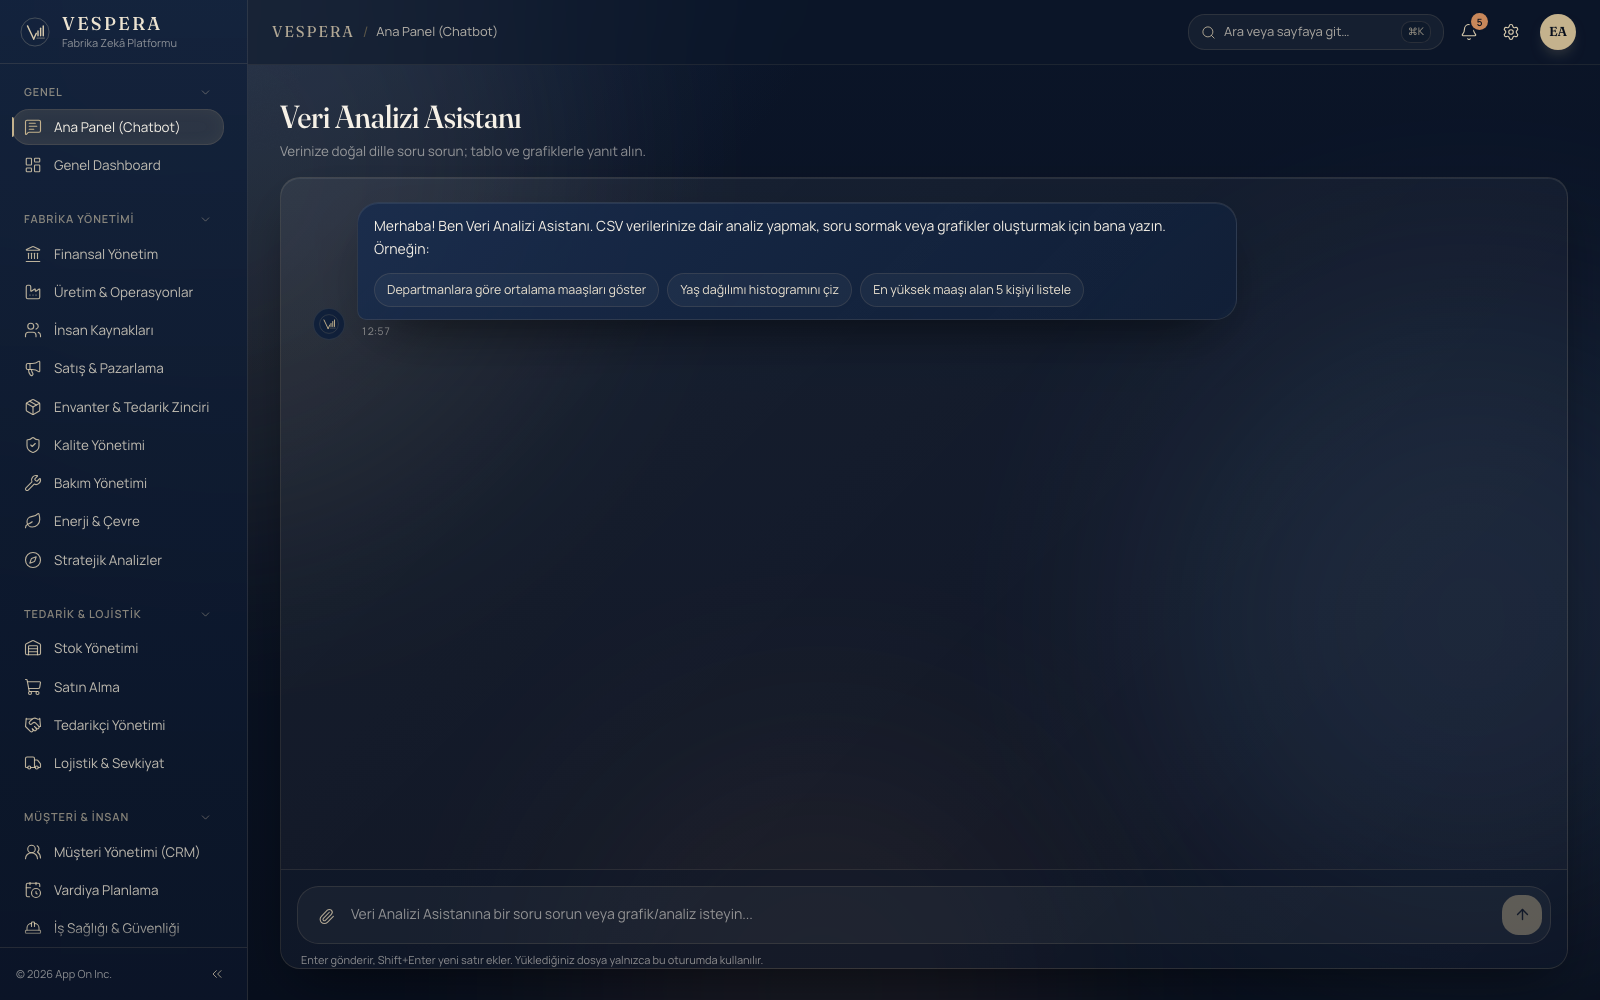 VESPERA
Fabrika Zekâ Platformu
GENEL
Ana Panel (Chatbot)
Genel Dashboard
FABRİKA YÖNETİMİ
Finansal Yönetim
Üretim & Operasyonlar
İnsan Kaynakları
Satış & Pazarlama
Envanter & Tedarik Zinciri
Kalite Yönetimi
Bakım Yönetimi
Enerji & Çevre
Stratejik Analizler
TEDARİK & LOJİSTİK
Stok Yönetimi
Satın Alma
Tedarikçi Yönetimi
Lojistik & Sevkiyat
MÜŞTERİ & İNSAN
Müşteri Yönetimi (CRM)
Vardiya Planlama
İş Sağlığı & Güvenliği
© 2026 App On Inc.
VESPERA / Ana Panel (Chatbot)
Ara veya sayfaya git... ⌘K
5
EA
Veri Analizi Asistanı
Verinize doğal dille soru sorun; tablo ve grafiklerle yanıt alın.
Merhaba! Ben Veri Analizi Asistanı. CSV verilerinize dair analiz yapmak, soru sormak veya grafikler oluşturmak için bana yazın.
Örneğin:
Departmanlara göre ortalama maaşları göster
Yaş dağılımı histogramını çiz
En yüksek maaşı alan 5 kişiyi listele
12:57
Veri Analizi Asistanına bir soru sorun veya grafik/analiz isteyin...
Enter gönderir, Shift+Enter yeni satır ekler. Yüklediğiniz dosya yalnızca bu oturumda kullanılır.